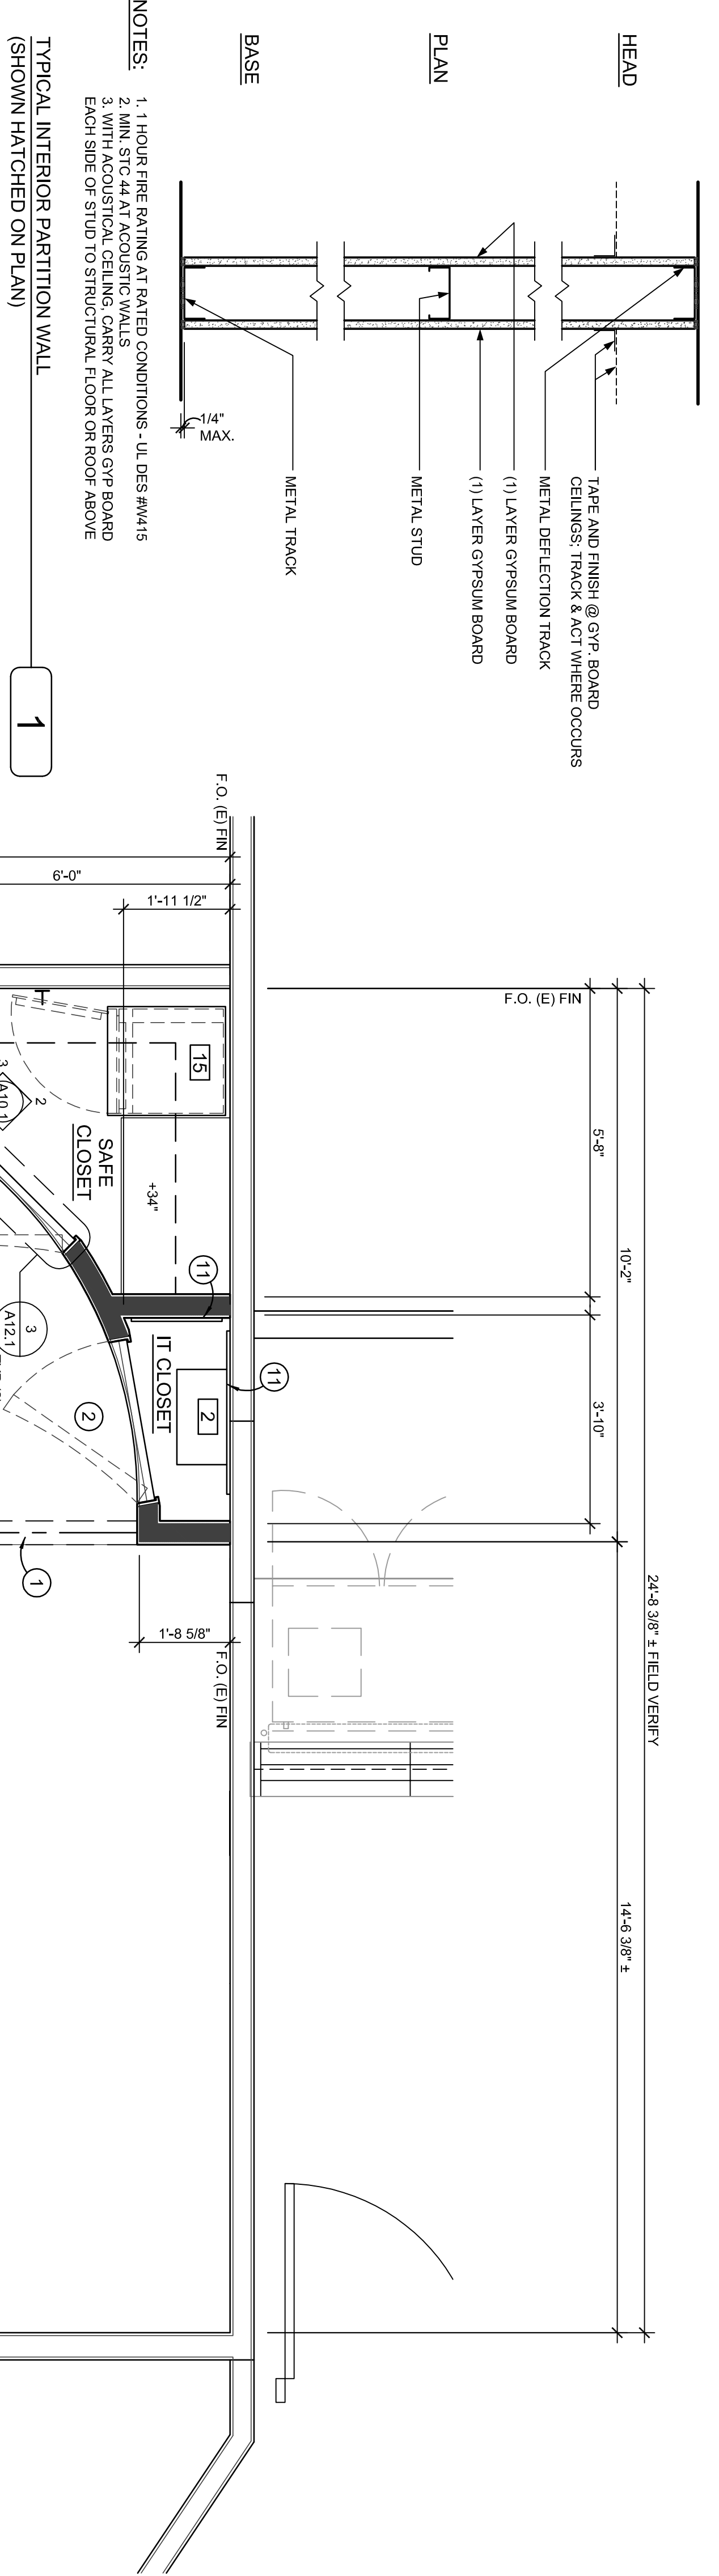 HEAD
PLAN
BASE
TAPE AND FINISH @ GYP. BOARD
CEILINGS; TRACK & ACT WHERE OCCURS
METAL DEFLECTION TRACK
(1) LAYER GYPSUM BOARD
(1) LAYER GYPSUM BOARD
METAL STUD
METAL TRACK
1/4"
MAX.
NOTES:
1. 1 HOUR FIRE RATING AT RATED CONDITIONS - UL DES #W415
2. MIN. STC 44 AT ACOUSTIC WALLS
3. WITH ACOUSTICAL CEILING, CARRY ALL LAYERS GYP BOARD
EACH SIDE OF STUD TO STRUCTURAL FLOOR OR ROOF ABOVE
TYPICAL INTERIOR PARTITION WALL
(SHOWN HATCHED ON PLAN)
1
24'-8 3/8" ± FIELD VERIFY
10'-2"
14'-6 3/8" ±
5'-8"
3'-10"
F.O. (E) FIN
F.O. (E) FIN
6'-0"
1'-11 1/2"
15
+34"
SAFE
CLOSET
2
3
A10.1
11
11
IT CLOSET
2
2
3
A12.1
1
1'-8 5/8"
F.O. (E) FIN